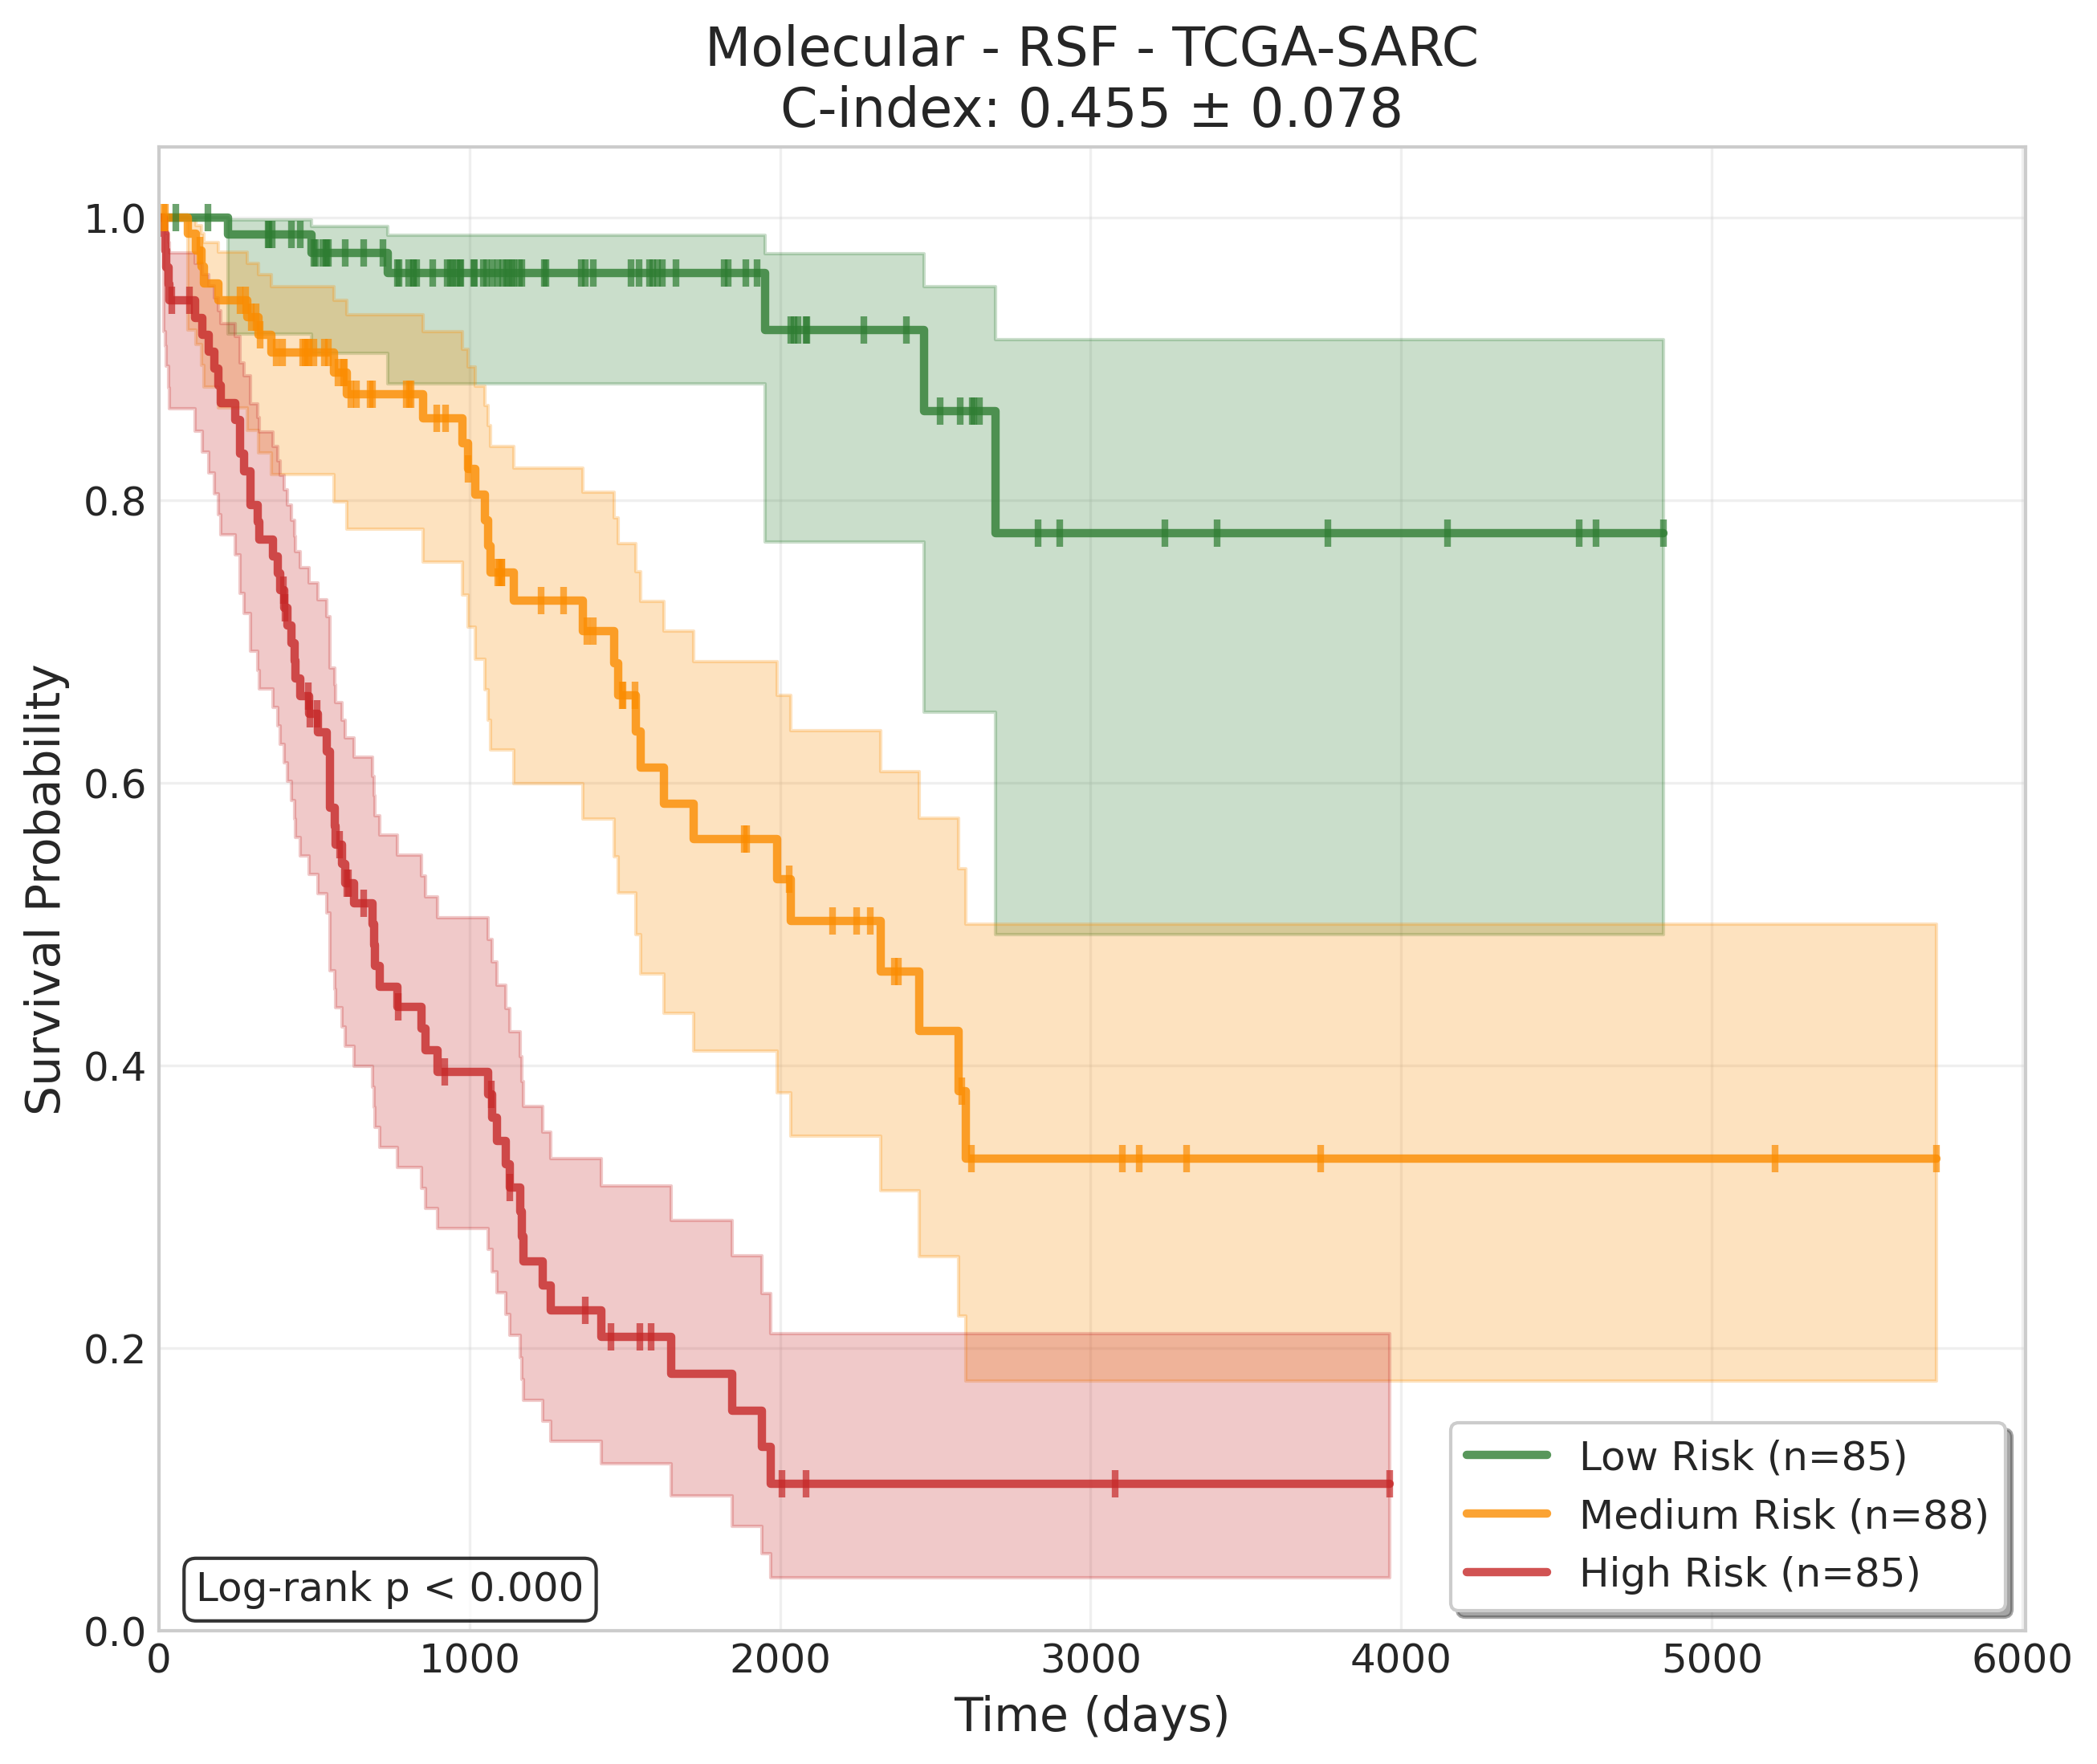 Molecular - RSF - TCGA-SARC
C-index: 0.455 ± 0.078
Survival Probability
1.0
0.8
0.6
0.4
0.2
0.0
0 1000 2000 3000 4000 5000 6000
Time (days)
Log-rank p < 0.000
Low Risk (n=85)
Medium Risk (n=88)
High Risk (n=85)